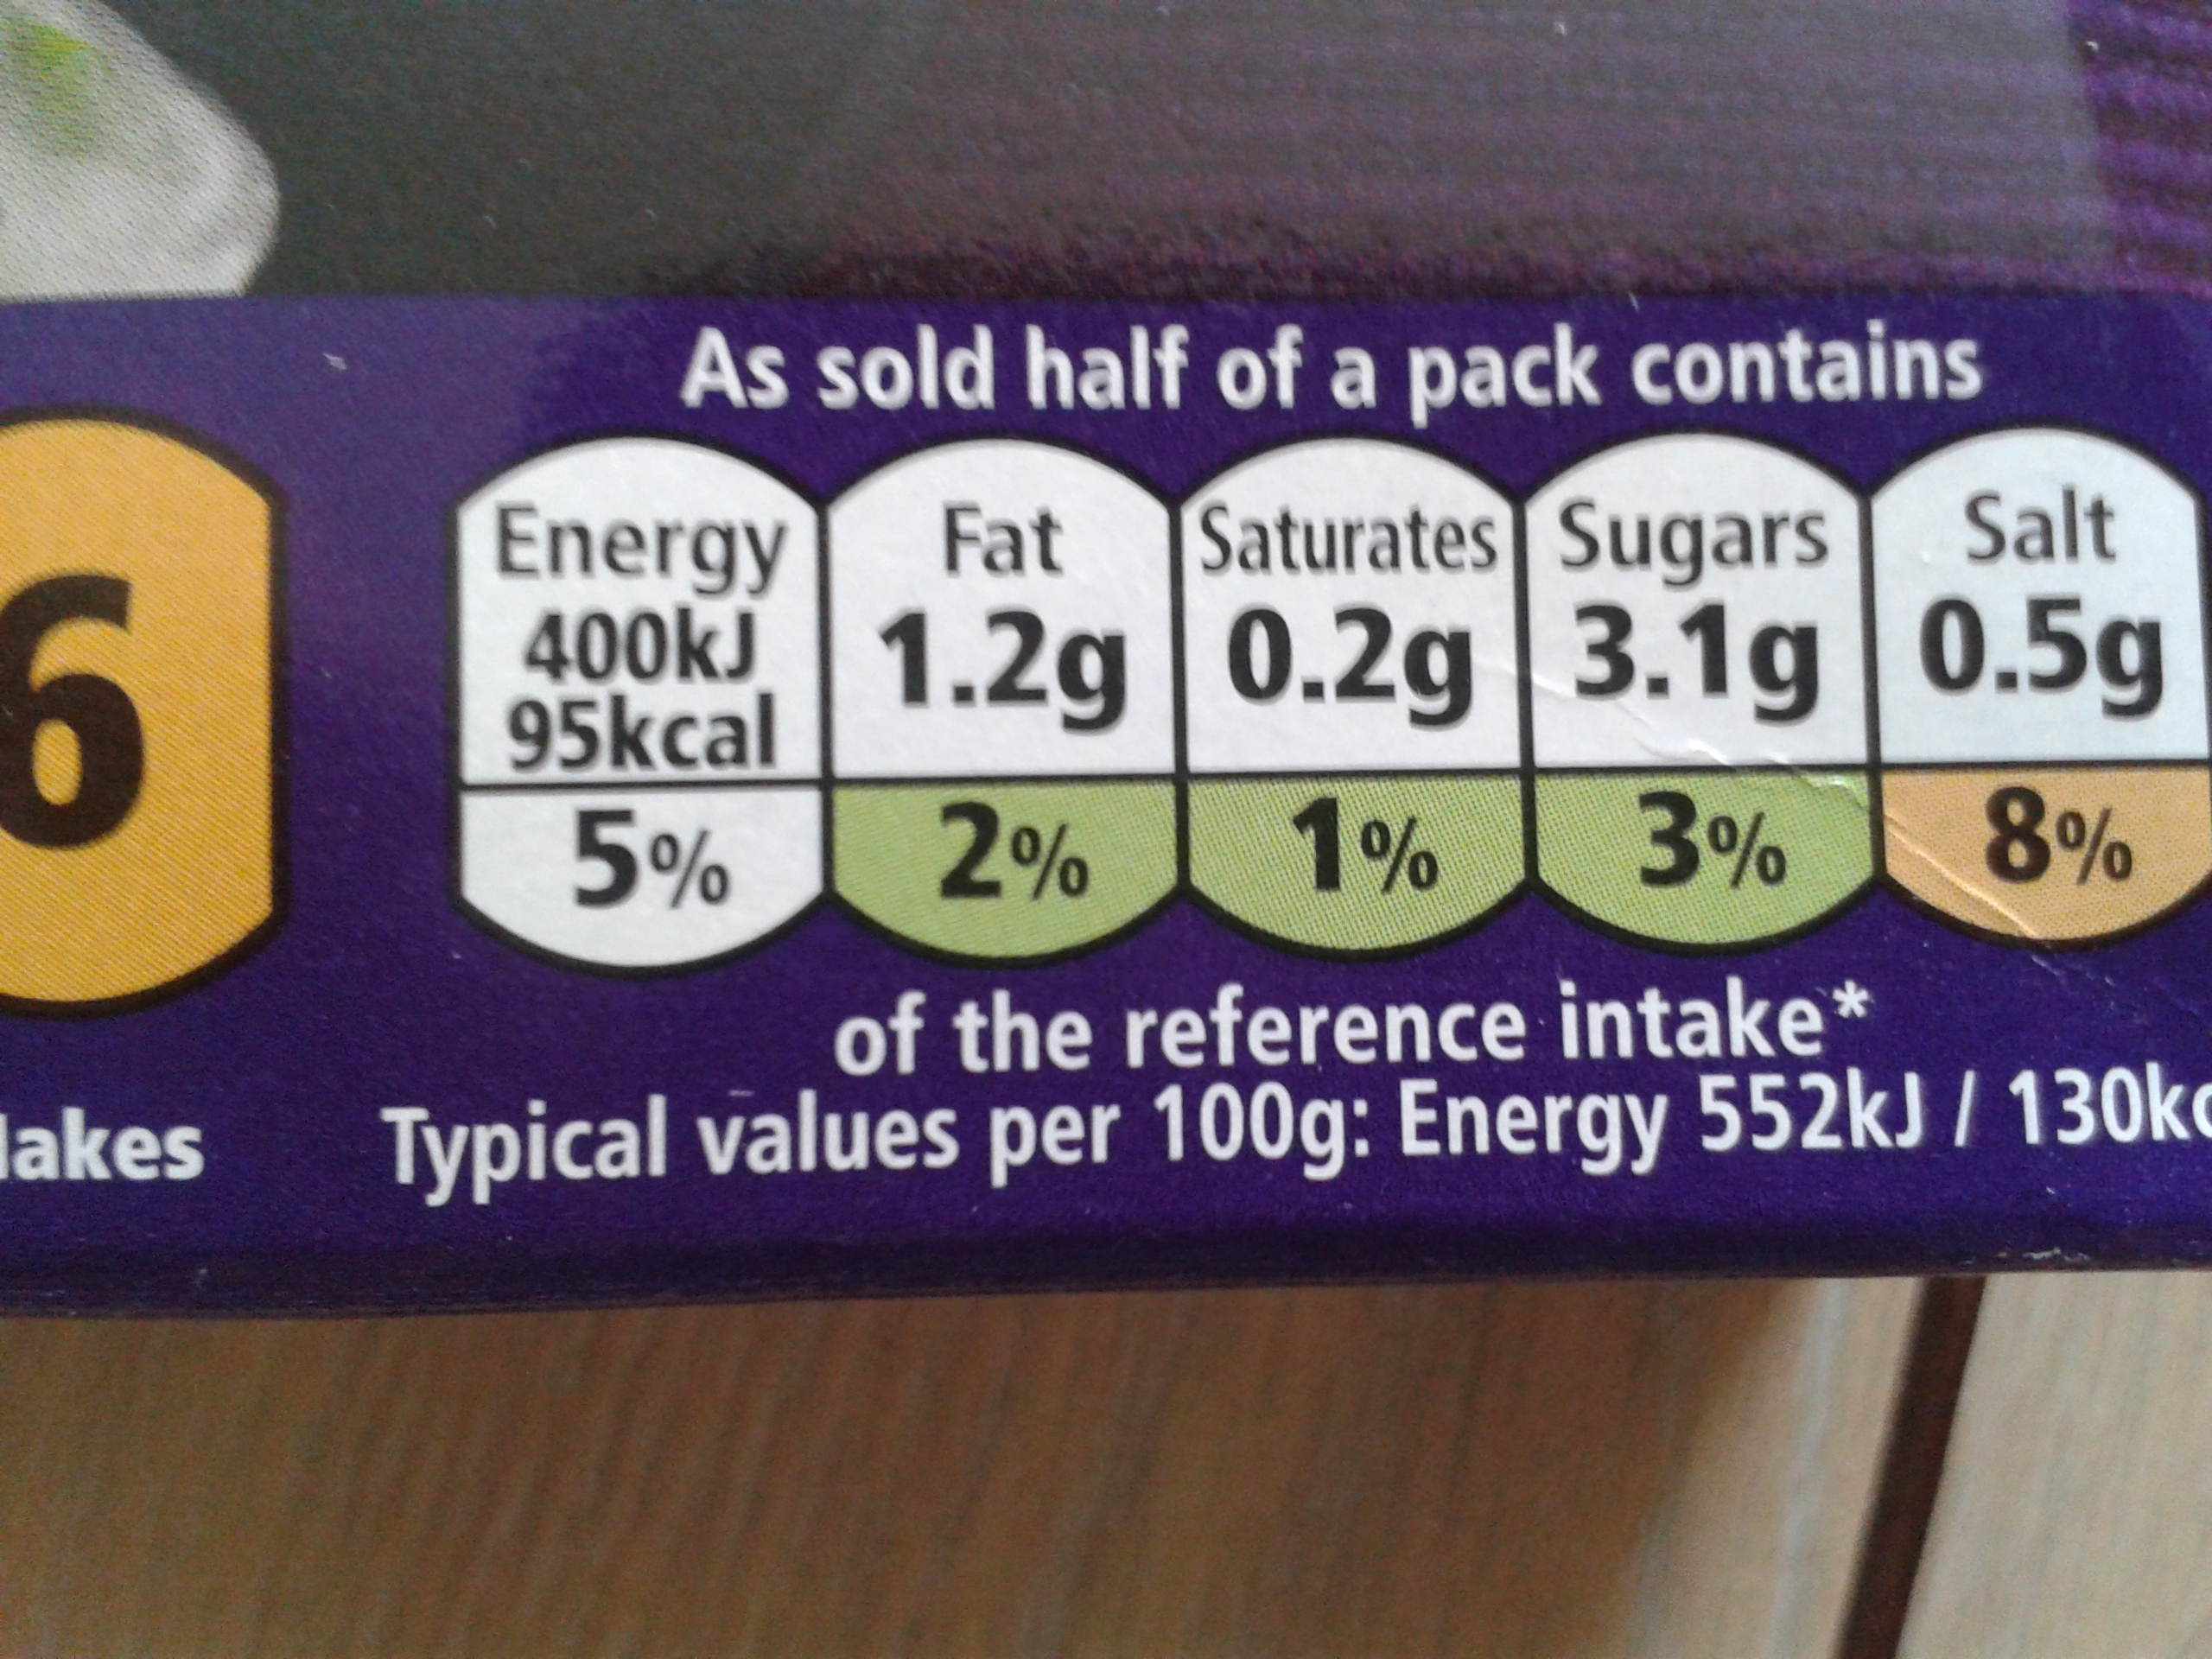 As sold half of a pack contains
6
Energy
400kJ
95kcal
5%
Fat
1.2g
2%
Saturates
0.2g
1%
Sugars
3.1g
3%
Salt
0.5g
8%
of the reference intake*
lakes
Typical values per 100g: Energy 552kJ / 130kc